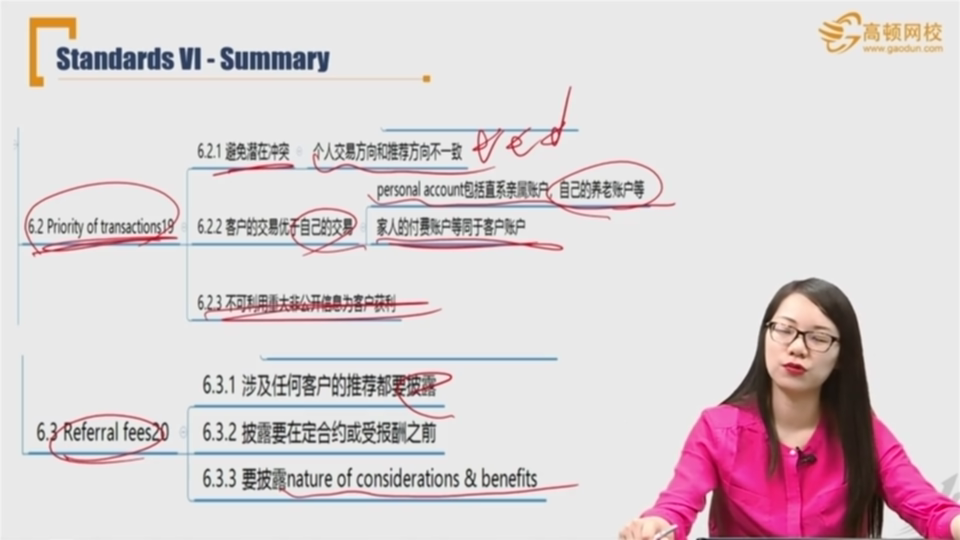 Standards VI - Summary
高顿网校
www.gaodun.com
6.2.1 避免潜在冲突
个人交易方向和推荐方向不一致
personal account包括直系亲属账户，自己的养老账户等
6.2 Priority of transactions19
6.2.2 客户的交易优于自己的交易
家人的付费账户等同于客户账户
6.2.3 不可利用重大非公开信息为客户获利
6.3.1 涉及任何客户的推荐都要披露
6.3 Referral fees20
6.3.2 披露要在定合约或受报酬之前
6.3.3 要披露nature of considerations & benefits